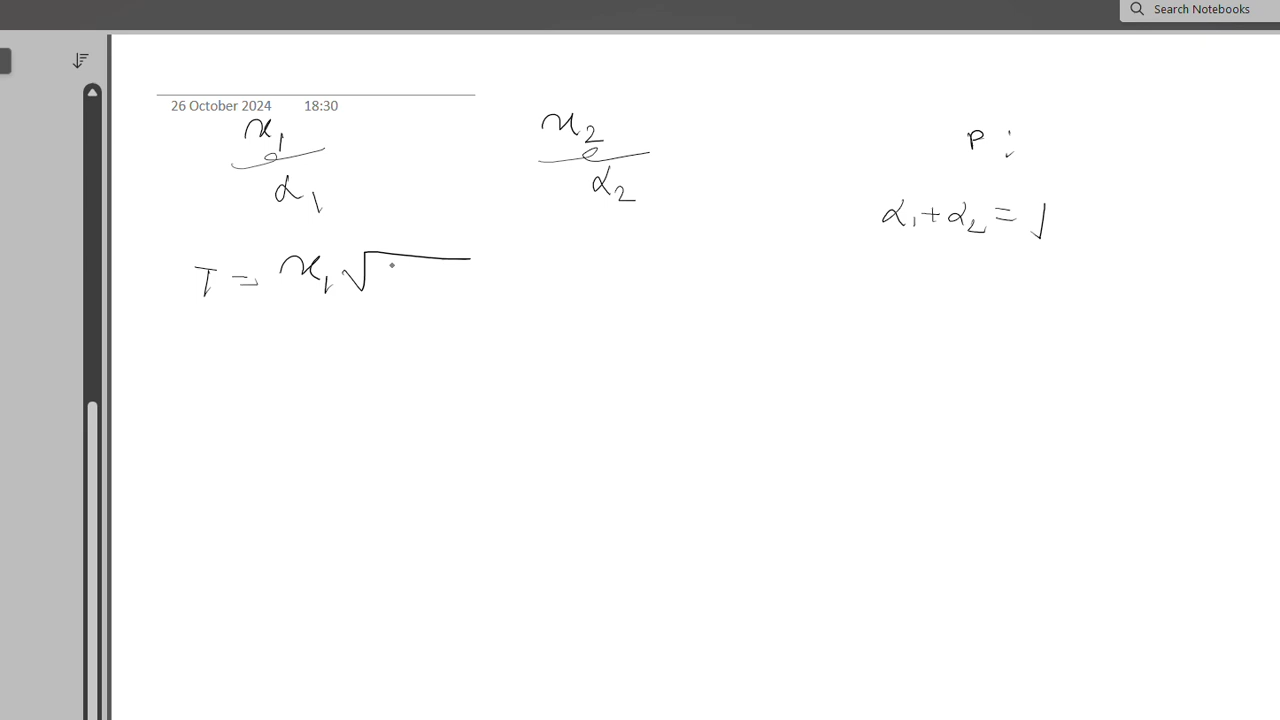 Search Notebooks
26 October 2024 18:30
x₁ x₂ P :
α₁ α₂
α₁ + α₂ = 1
T = x₁ √